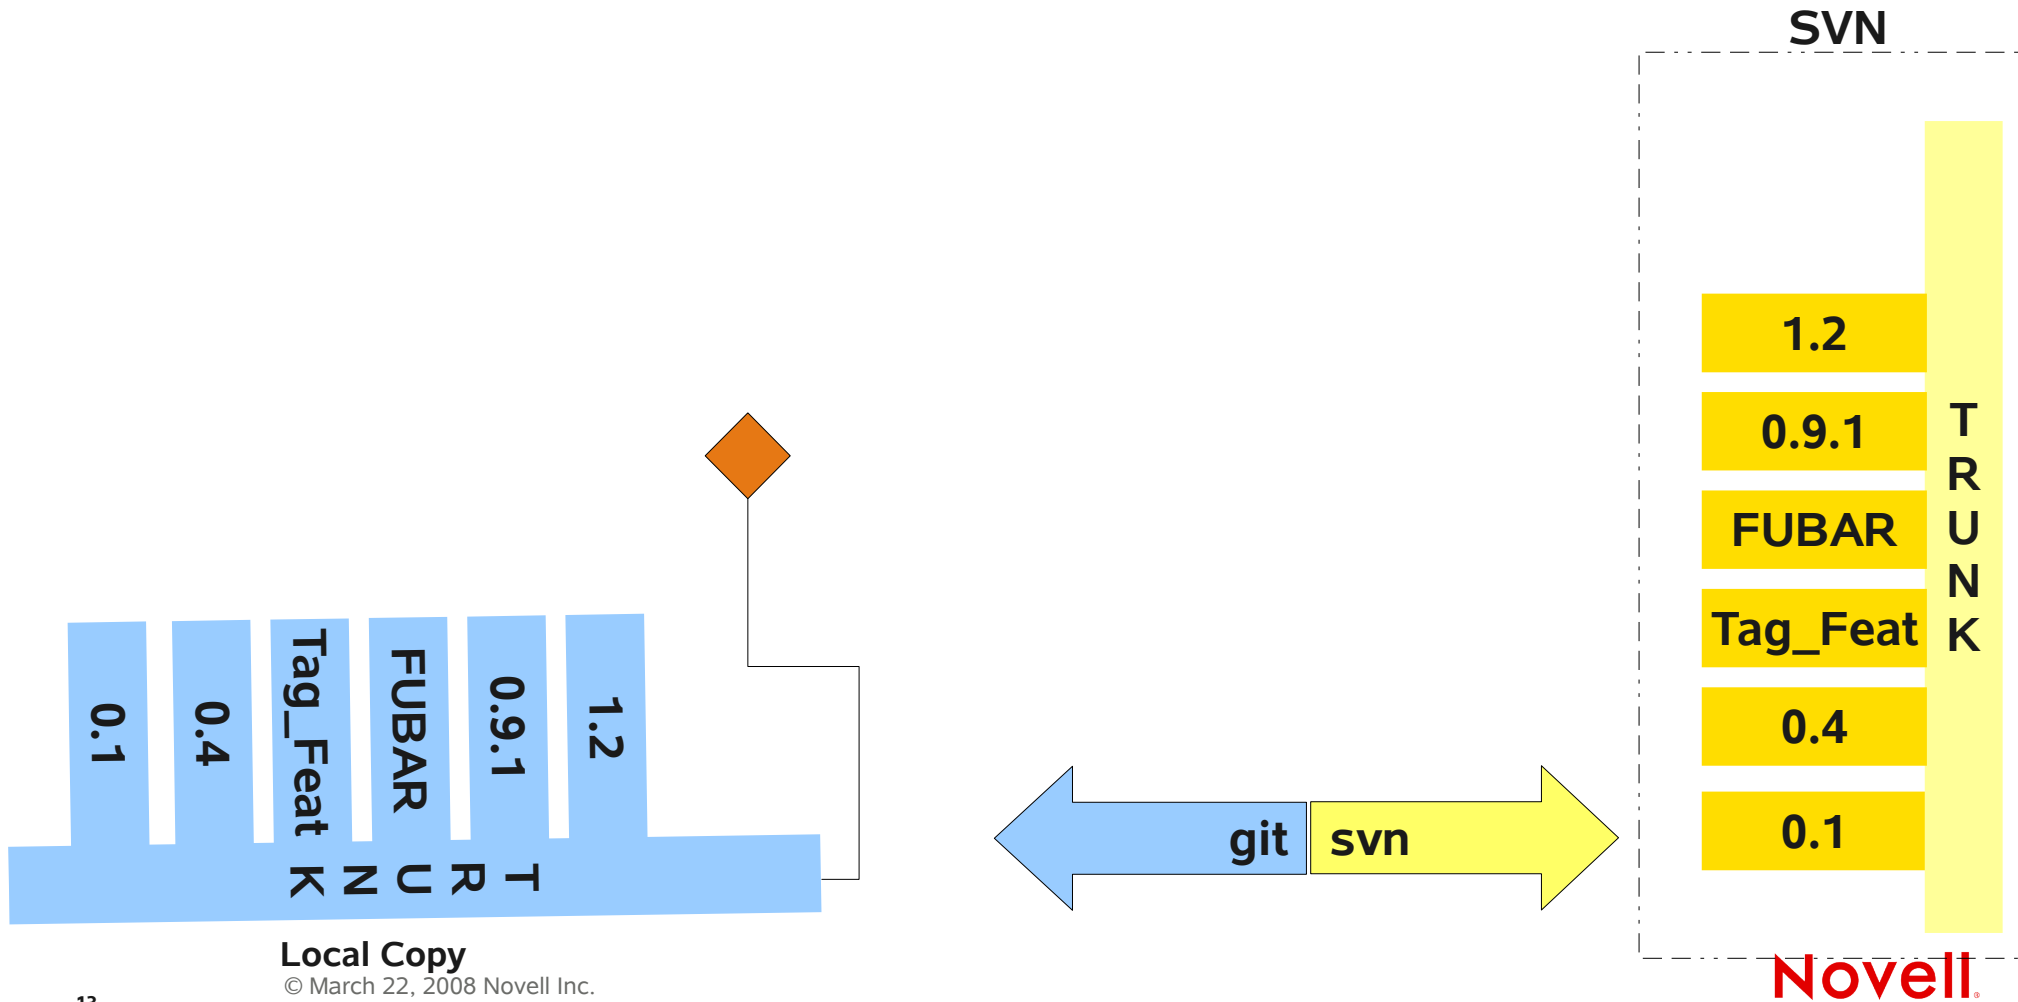 SVN
1.2
0.9.1
FUBAR
Tag_Feat
0.4
0.1
TRUNK
0.1
0.4
Tag_Feat
FUBAR
0.9.1
1.2
TRUNK
git
svn
Local Copy
© March 22, 2008 Novell Inc.
Novell®